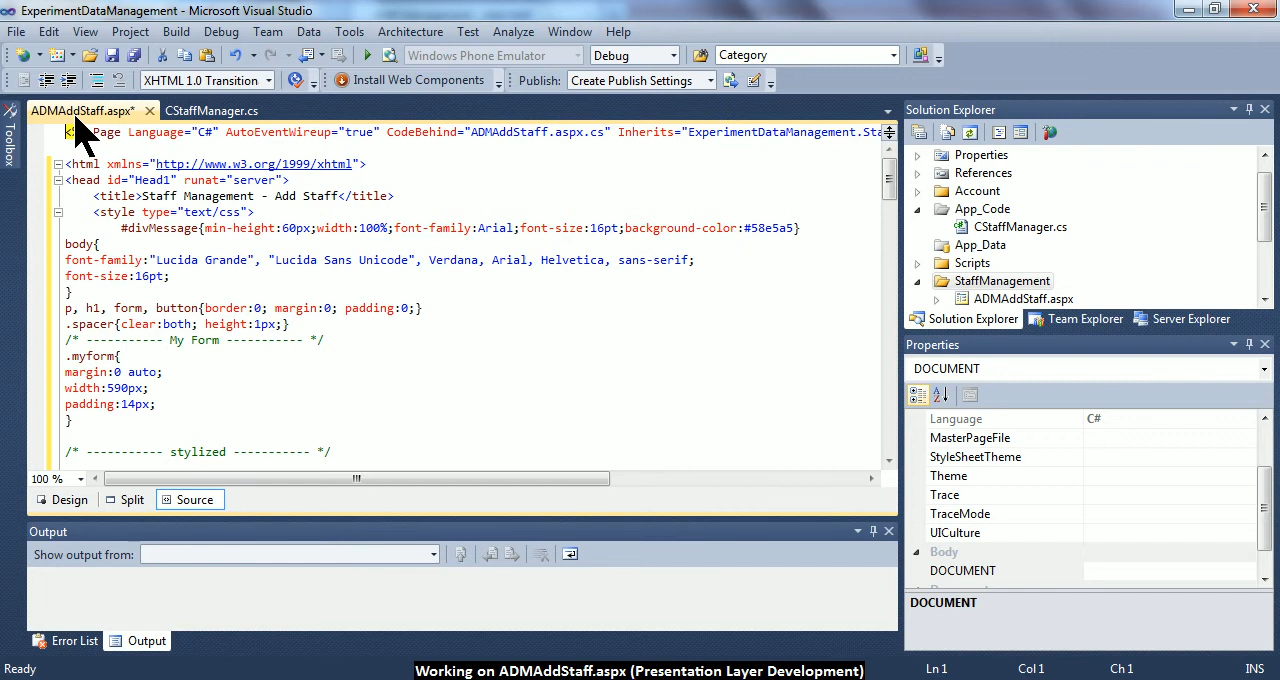 ExperimentDataManagement - Microsoft Visual Studio
File Edit View Project Build Debug Team Data Tools Architecture Test Analyze Window Help
Windows Phone Emulator Debug Category
XHTML 1.0 Transition Install Web Components Publish: Create Publish Settings
Toolbox
ADMAddStaff.aspx* CStaffManager.cs
Page Language="C#" AutoEventWireup="true" CodeBehind="ADMAddStaff.aspx.cs" Inherits="ExperimentDataManagement.Sta
<html xmlns="http://www.w3.org/1999/xhtml">
<head id="Head1" runat="server">
<title>Staff Management - Add Staff</title>
<style type="text/css">
#divMessage{min-height:60px;width:100%;font-family:Arial;font-size:16pt;background-color:#58e5a5}
body{
font-family:"Lucida Grande", "Lucida Sans Unicode", Verdana, Arial, Helvetica, sans-serif;
font-size:16pt;
}
p, h1, form, button{border:0; margin:0; padding:0;}
.spacer{clear:both; height:1px;}
/* ----------- My Form ----------- */
.myform{
margin:0 auto;
width:590px;
padding:14px;
}
/* ----------- stylized ----------- */
100 %
Design Split Source
Output
Show output from:
Error List Output
Solution Explorer
Properties
References
Account
App_Code
CStaffManager.cs
App_Data
Scripts
StaffManagement
ADMAddStaff.aspx
Solution Explorer Team Explorer Server Explorer
Properties
DOCUMENT
Language C#
MasterPageFile
StyleSheetTheme
Theme
Trace
TraceMode
UICulture
Body
DOCUMENT
DOCUMENT
Ready Working on ADMAddStaff.aspx (Presentation Layer Development) Ln 1 Col 1 Ch 1 INS